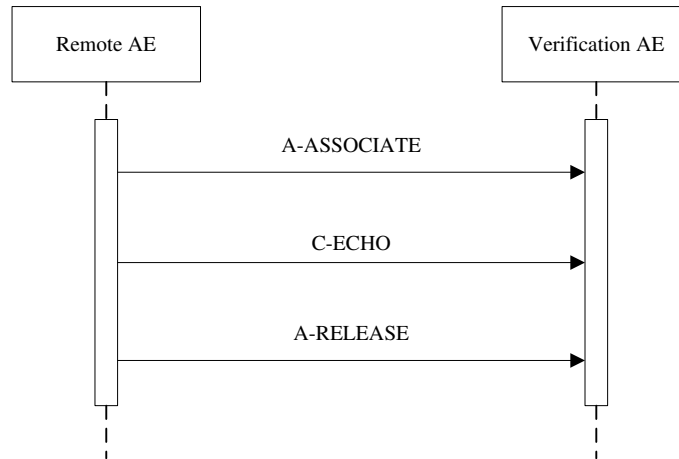 Remote AE
Verification AE
A-ASSOCIATE
C-ECHO
A-RELEASE